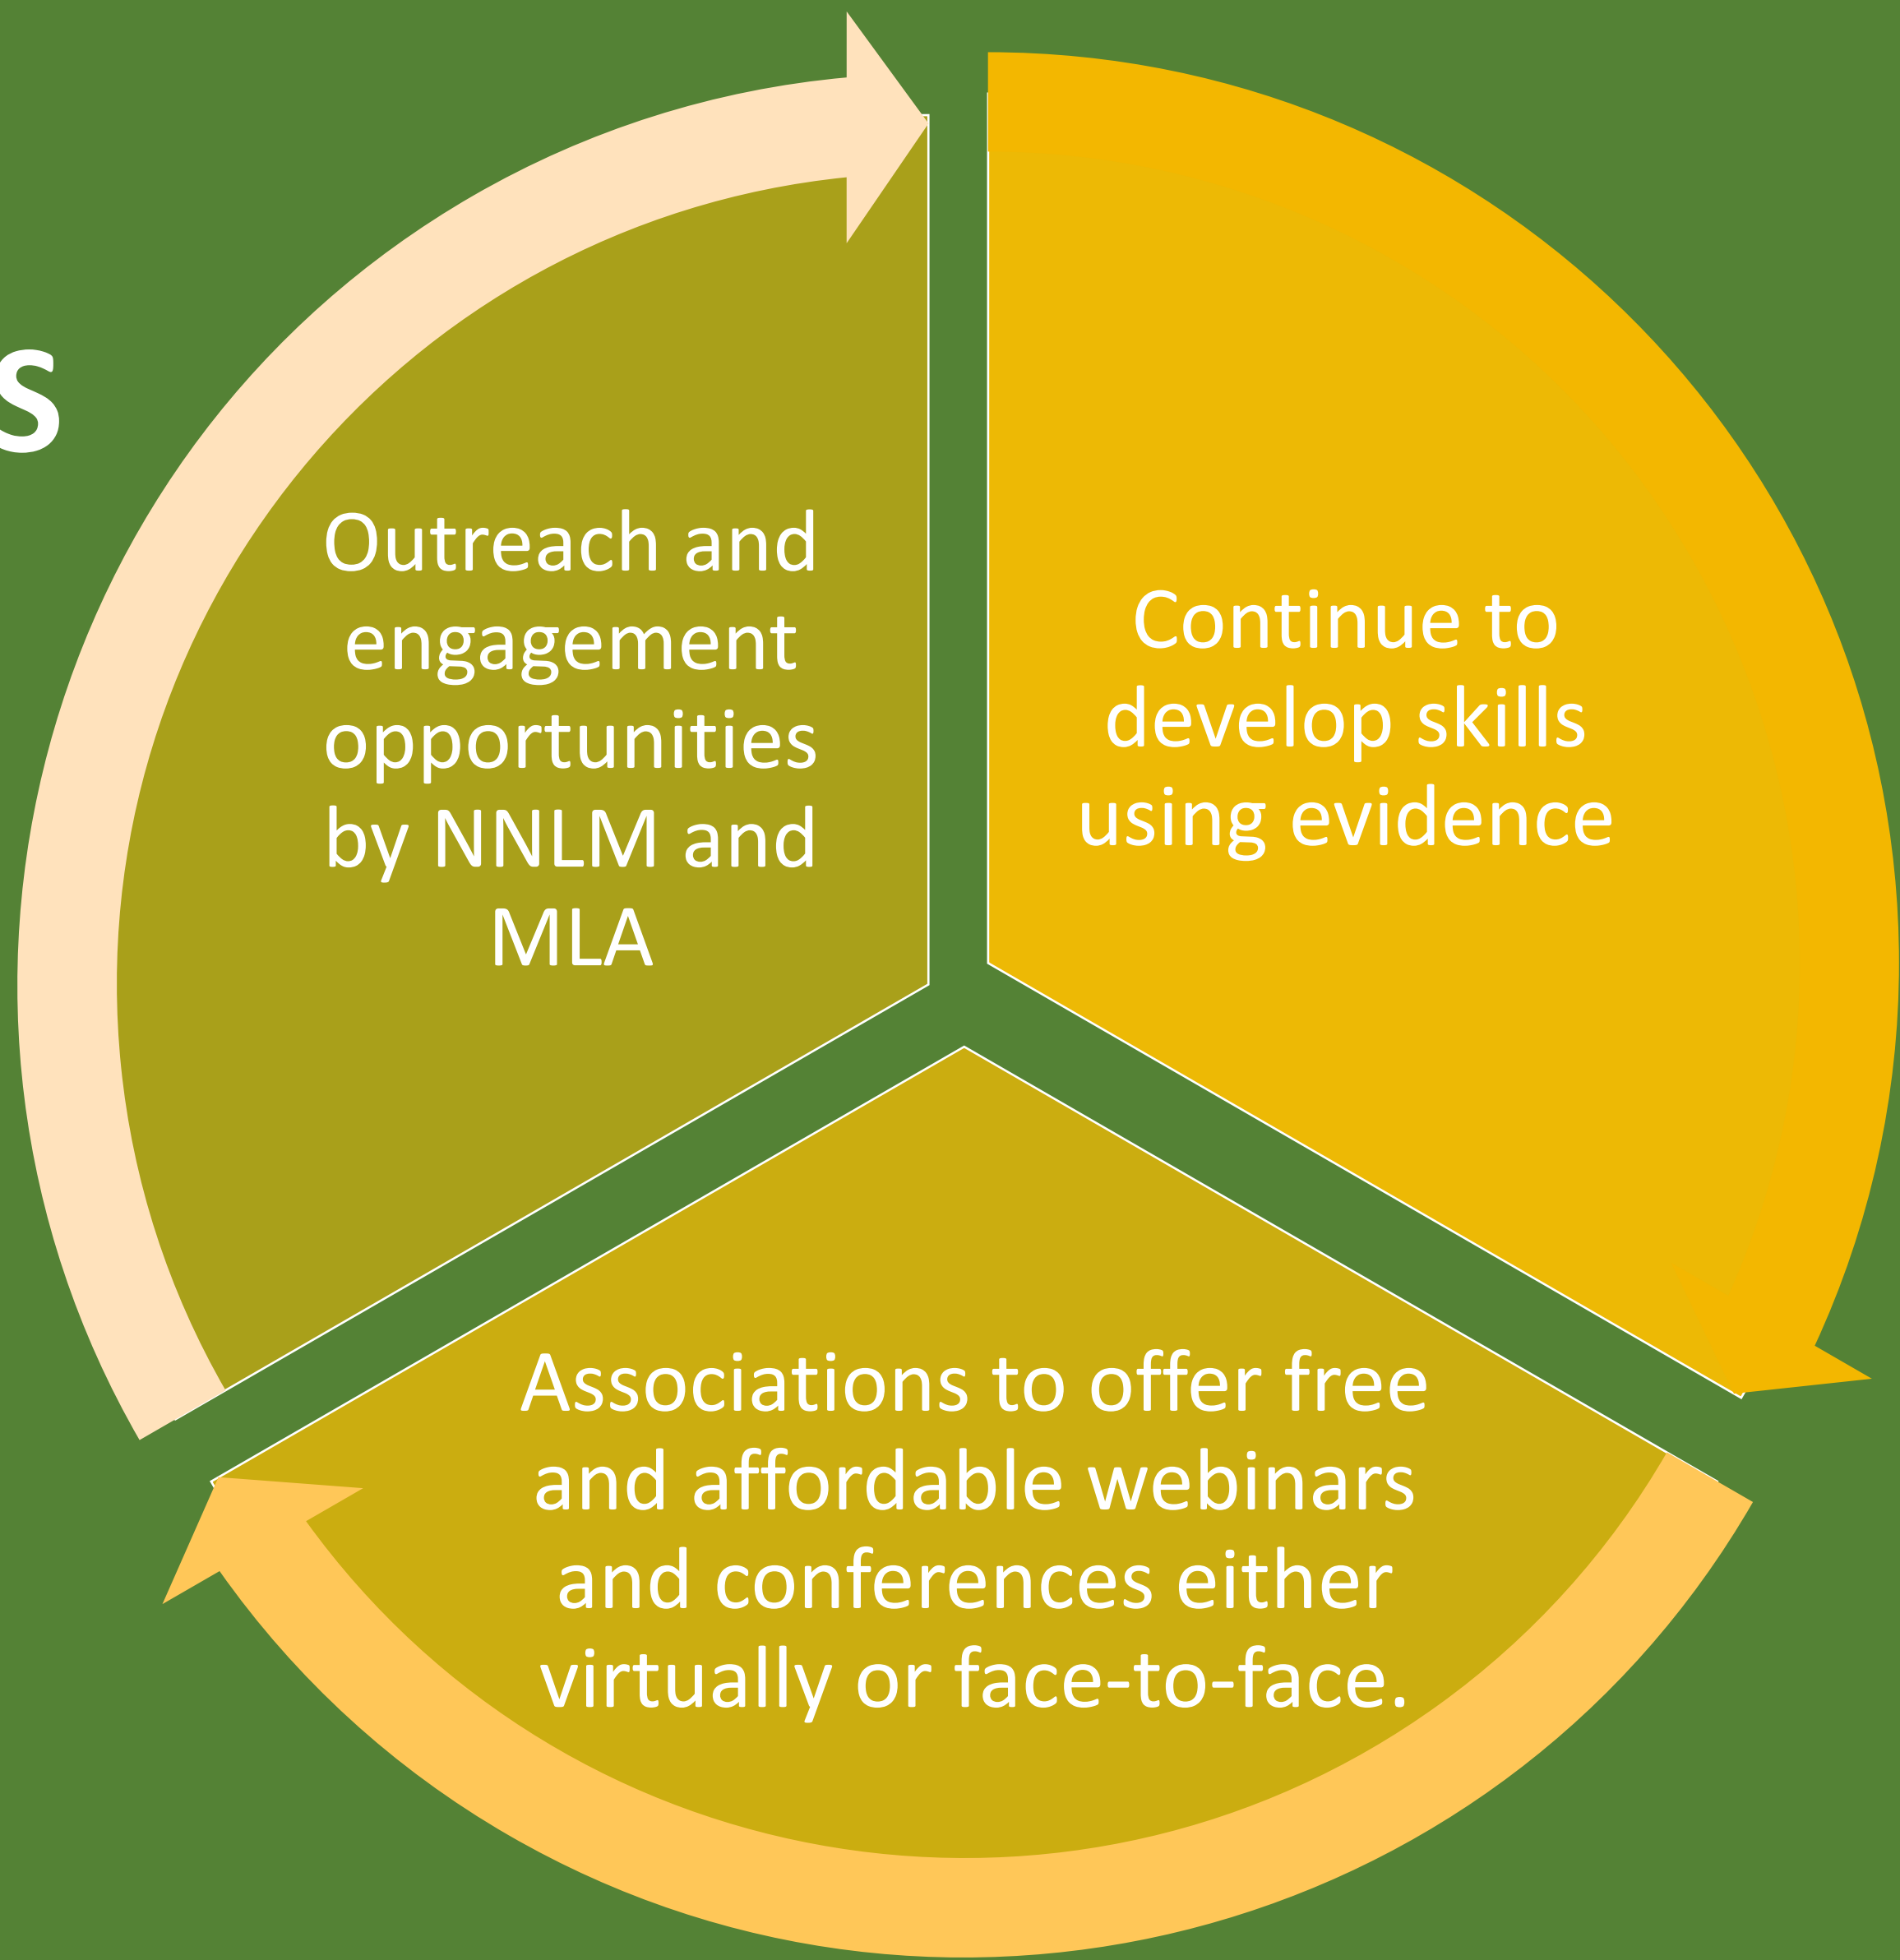 S
Outreach and
engagement
opportunities
by NNLM and
MLA
Continue to
develop skills
using evidence
Associations to offer free
and affordable webinars
and conferences either
virtually or face-to-face.